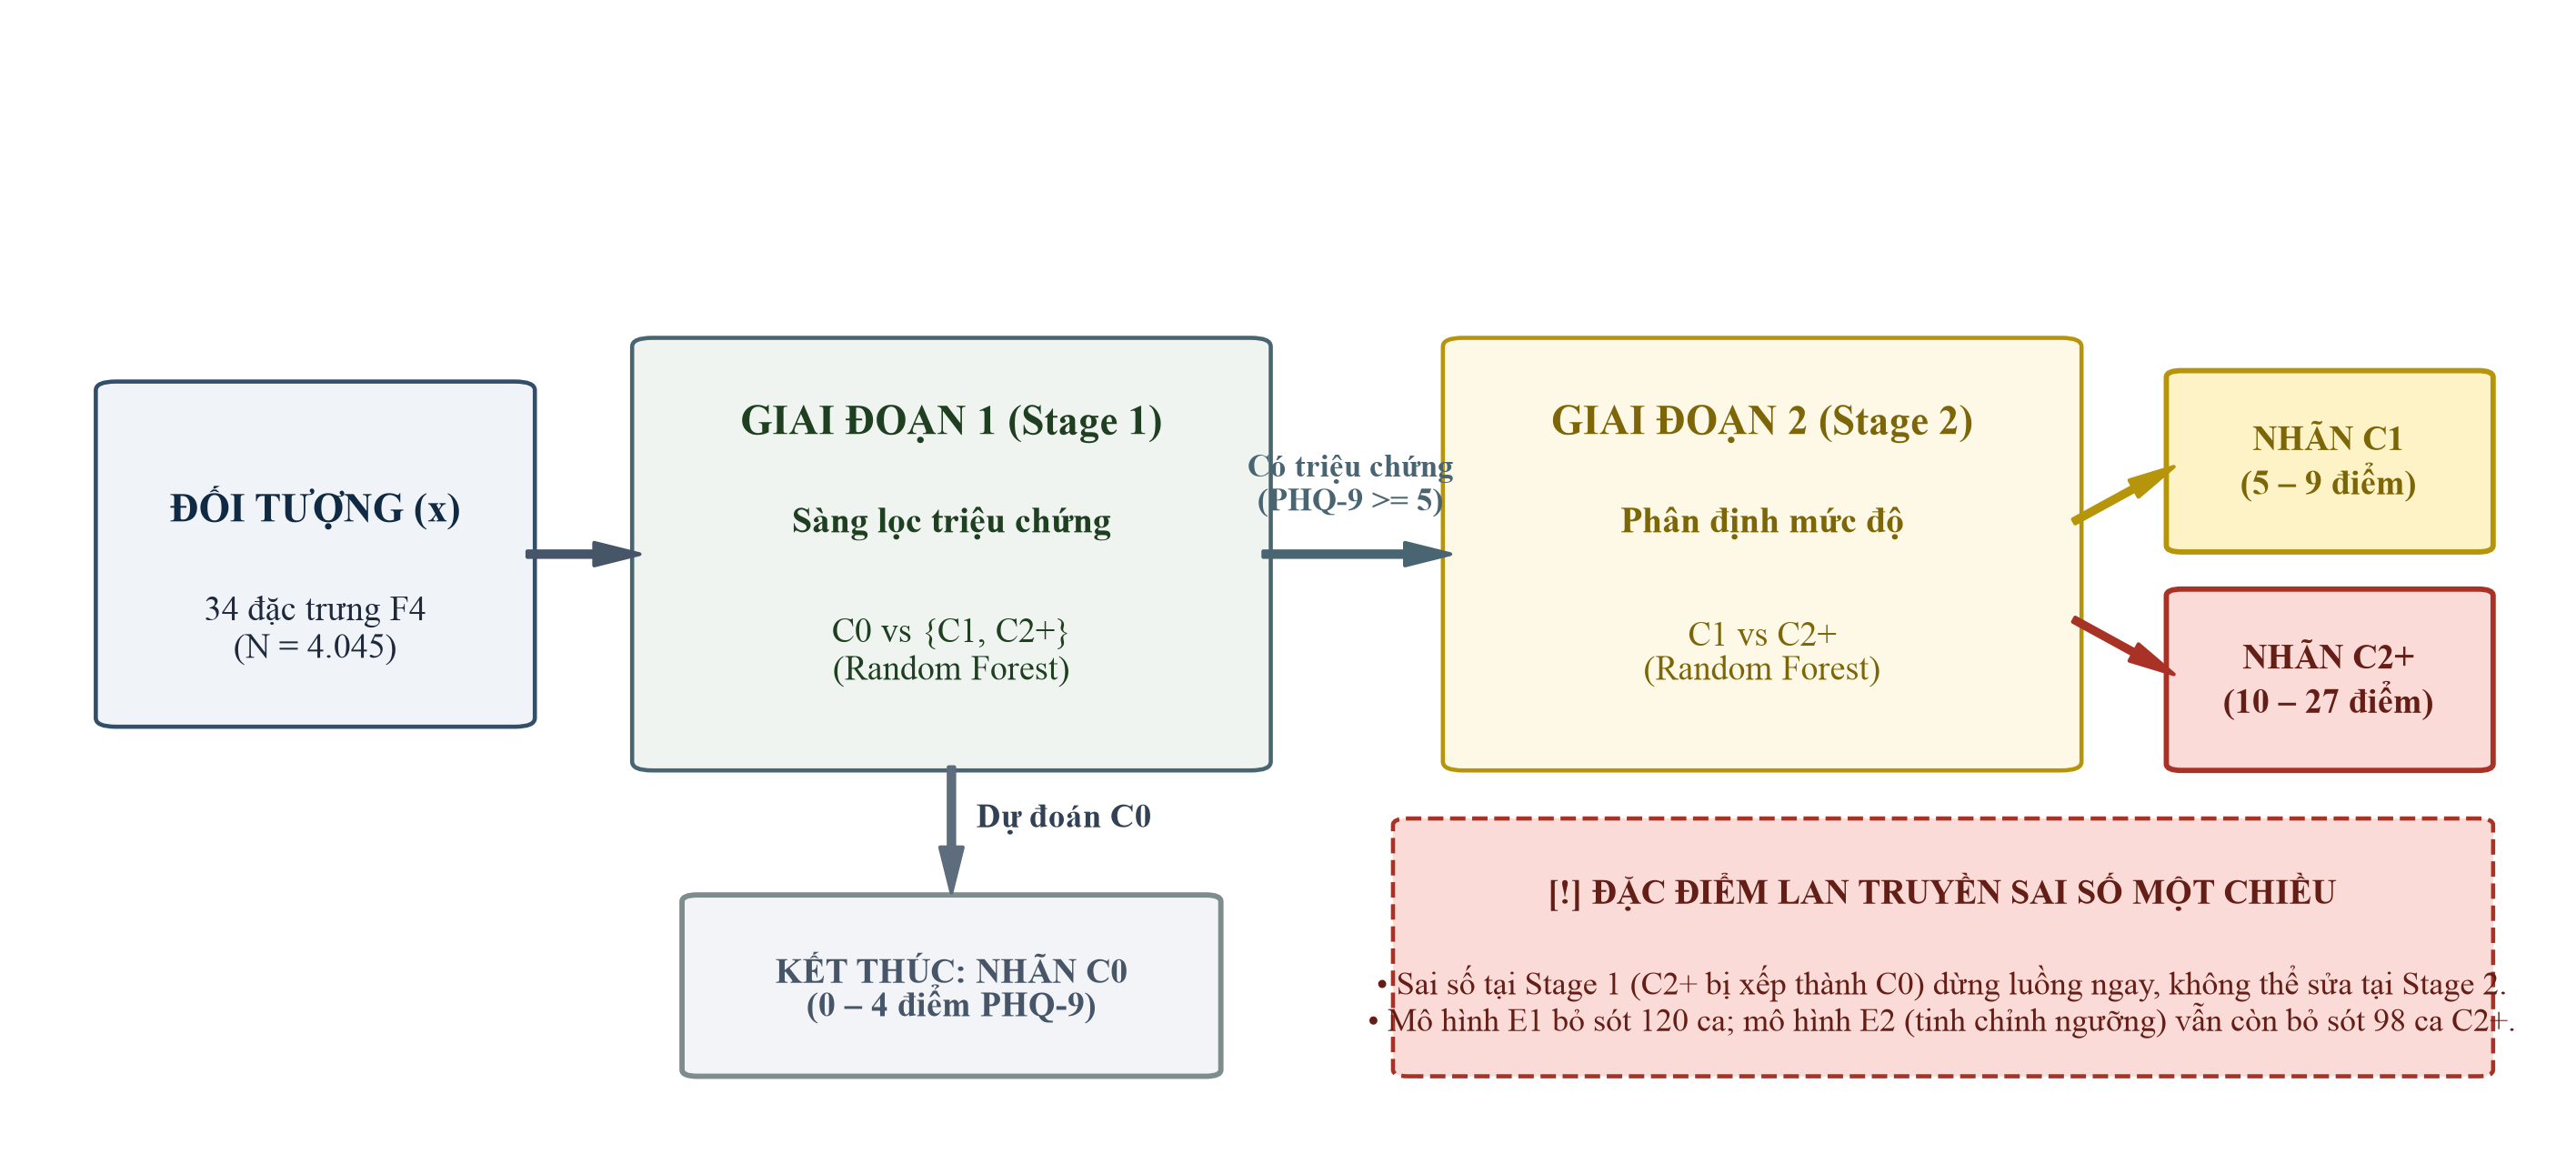 ĐỐI TƯỢNG (x)
34 đặc trưng F4
(N = 4.045)
GIAI ĐOẠN 1 (Stage 1)
Sàng lọc triệu chứng
C0 vs {C1, C2+}
(Random Forest)
Có triệu chứng
(PHQ-9 >= 5)
GIAI ĐOẠN 2 (Stage 2)
Phân định mức độ
C1 vs C2+
(Random Forest)
NHÃN C1
(5 – 9 điểm)
NHÃN C2+
(10 – 27 điểm)
Dự đoán C0
KẾT THÚC: NHÃN C0
(0 – 4 điểm PHQ-9)
[!] ĐẶC ĐIỂM LAN TRUYỀN SAI SỐ MỘT CHIỀU
• Sai số tại Stage 1 (C2+ bị xếp thành C0) dừng luồng ngay, không thể sửa tại Stage 2.
• Mô hình E1 bỏ sót 120 ca; mô hình E2 (tinh chỉnh ngưỡng) vẫn còn bỏ sót 98 ca C2+.